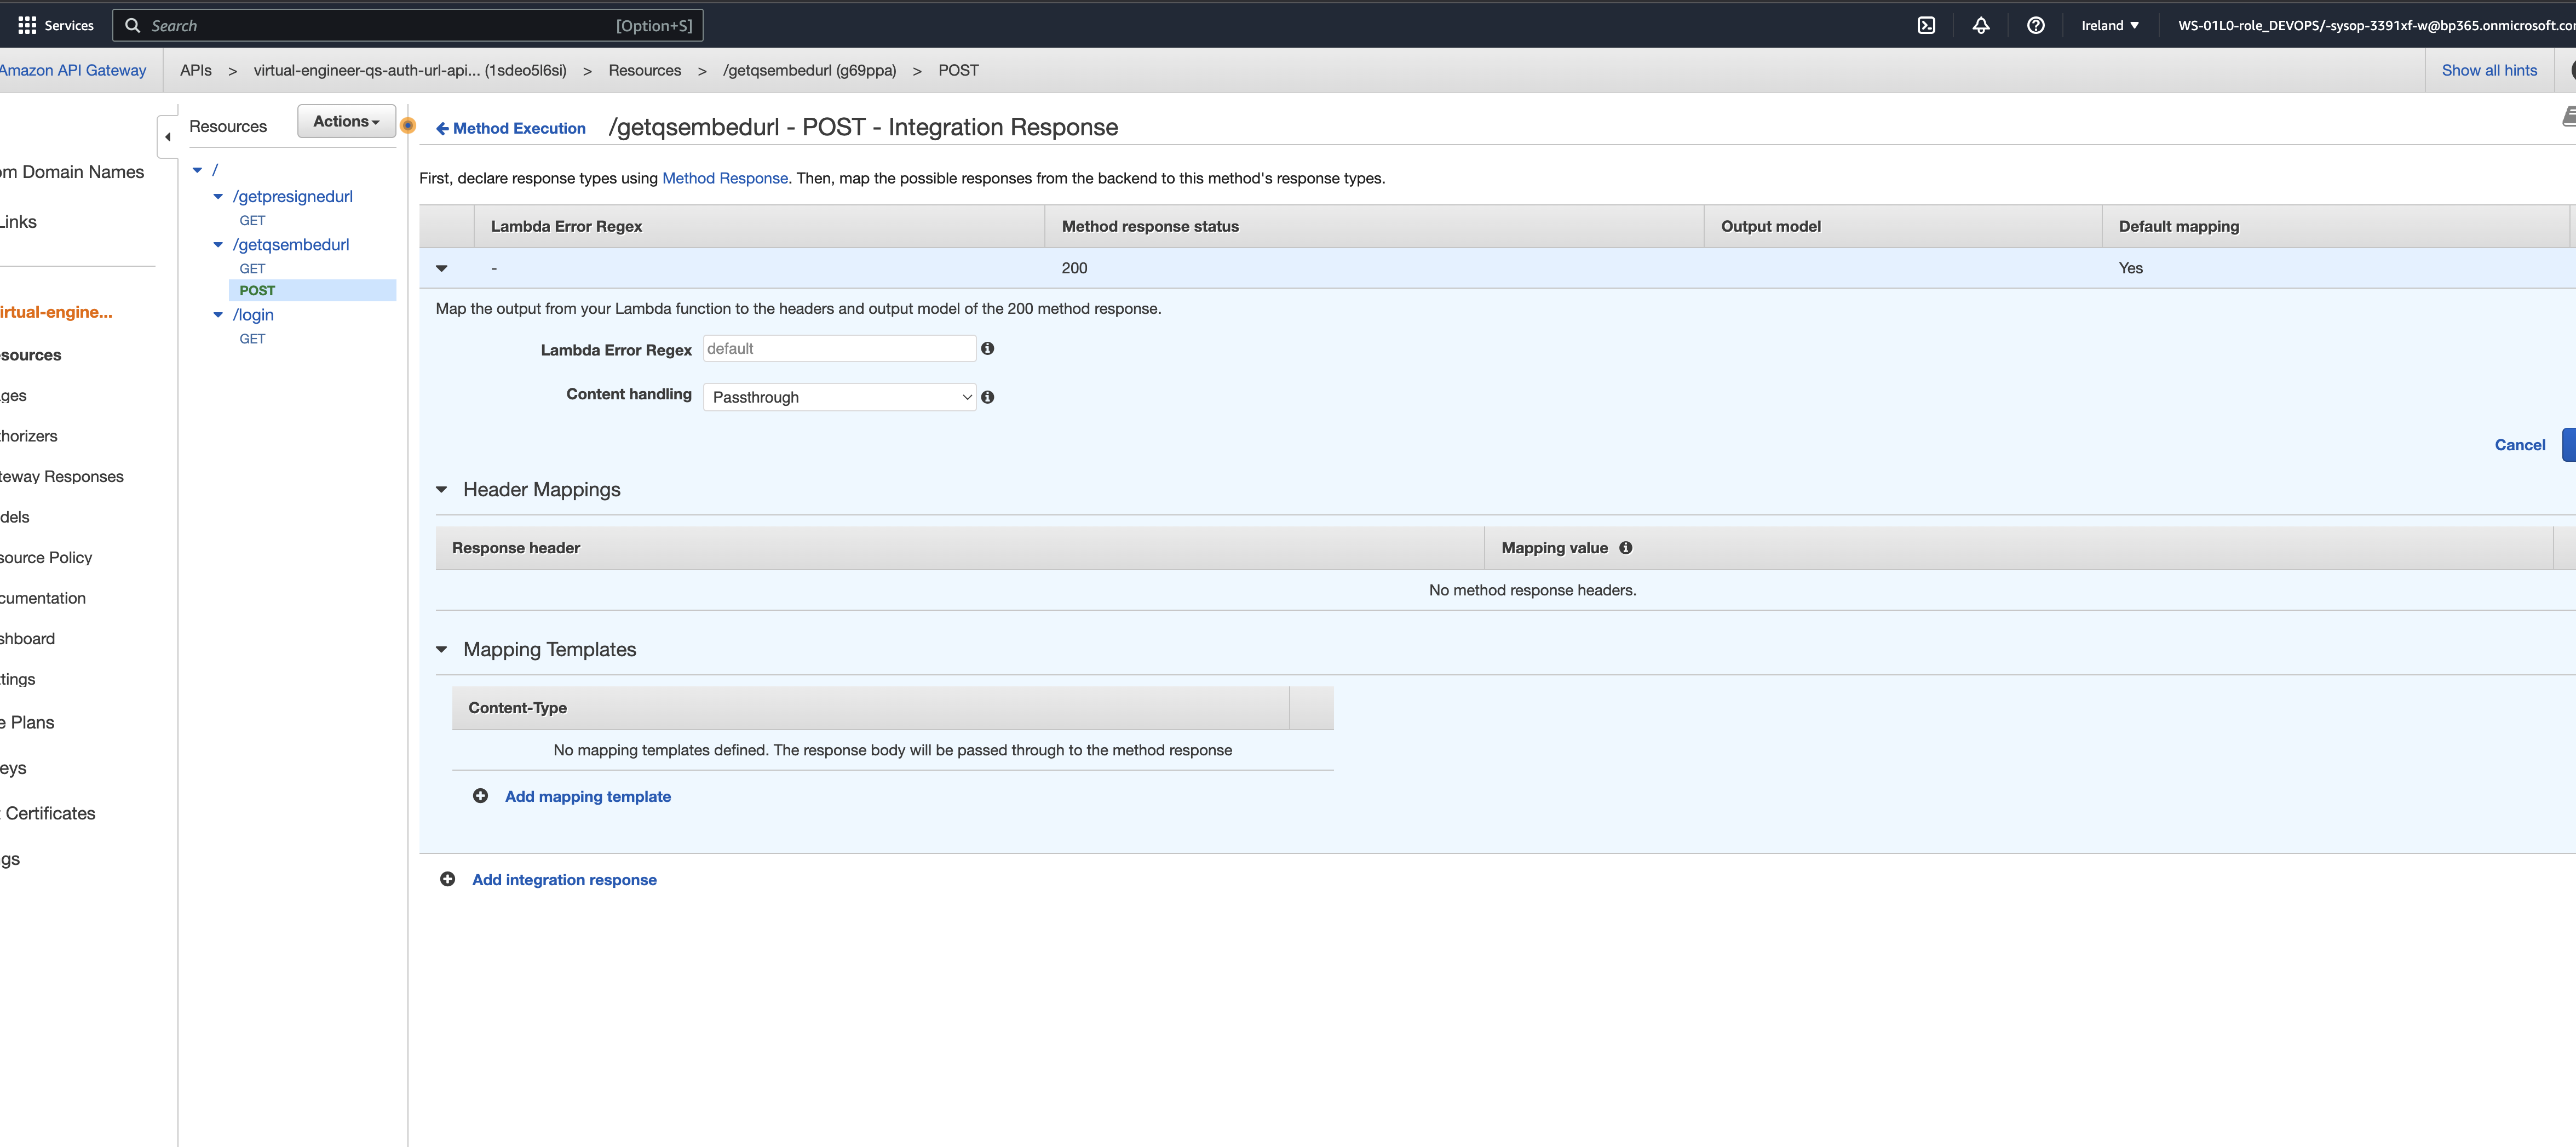 Services
Search [Option+S]
Ireland ▼
WS-01L0-role_DEVOPS/-sysop-3391xf-w@bp365.onmicrosoft.co
Amazon API Gateway
APIs > virtual-engineer-qs-auth-url-api... (1sdeo5l6si) > Resources > /getqsembedurl (g69ppa) > POST
Show all hints
om Domain Names
Links
irtual-engine...
sources
ges
horizers
teway Responses
dels
source Policy
cumentation
shboard
ttings
e Plans
eys
Certificates
gs
Resources
Actions
/
/getpresignedurl
GET
/getqsembedurl
GET
POST
/login
GET
Method Execution
/getqsembedurl - POST - Integration Response
First, declare response types using Method Response. Then, map the possible responses from the backend to this method's response types.
Lambda Error Regex Method response status Output model Default mapping
- 200 Yes
Map the output from your Lambda function to the headers and output model of the 200 method response.
Lambda Error Regex default
Content handling Passthrough
Cancel
Header Mappings
Response header Mapping value
No method response headers.
Mapping Templates
Content-Type
No mapping templates defined. The response body will be passed through to the method response
Add mapping template
Add integration response